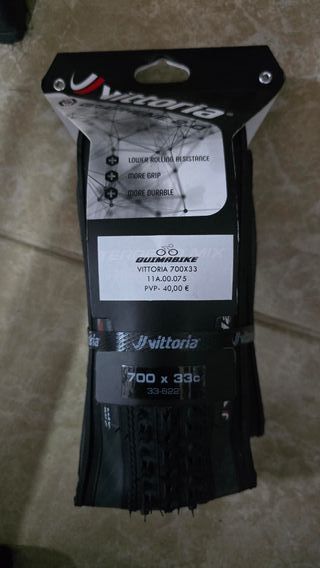 vittoria
LOWER ROLLING RESISTANCE
MORE GRIP
MORE DURABLE
GUIMABIKE
VITTORIA 700X33
11A.00.075
PVP- 40,00 €
vittoria
700 x 33c
33-622